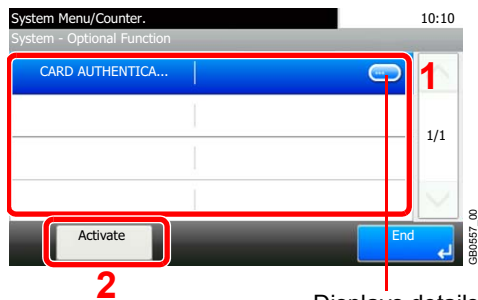 System Menu/Counter. 10:10
System - Optional Function
CARD AUTHENTICA... 1
1/1
Activate End
2
Displays details
GB0557_00